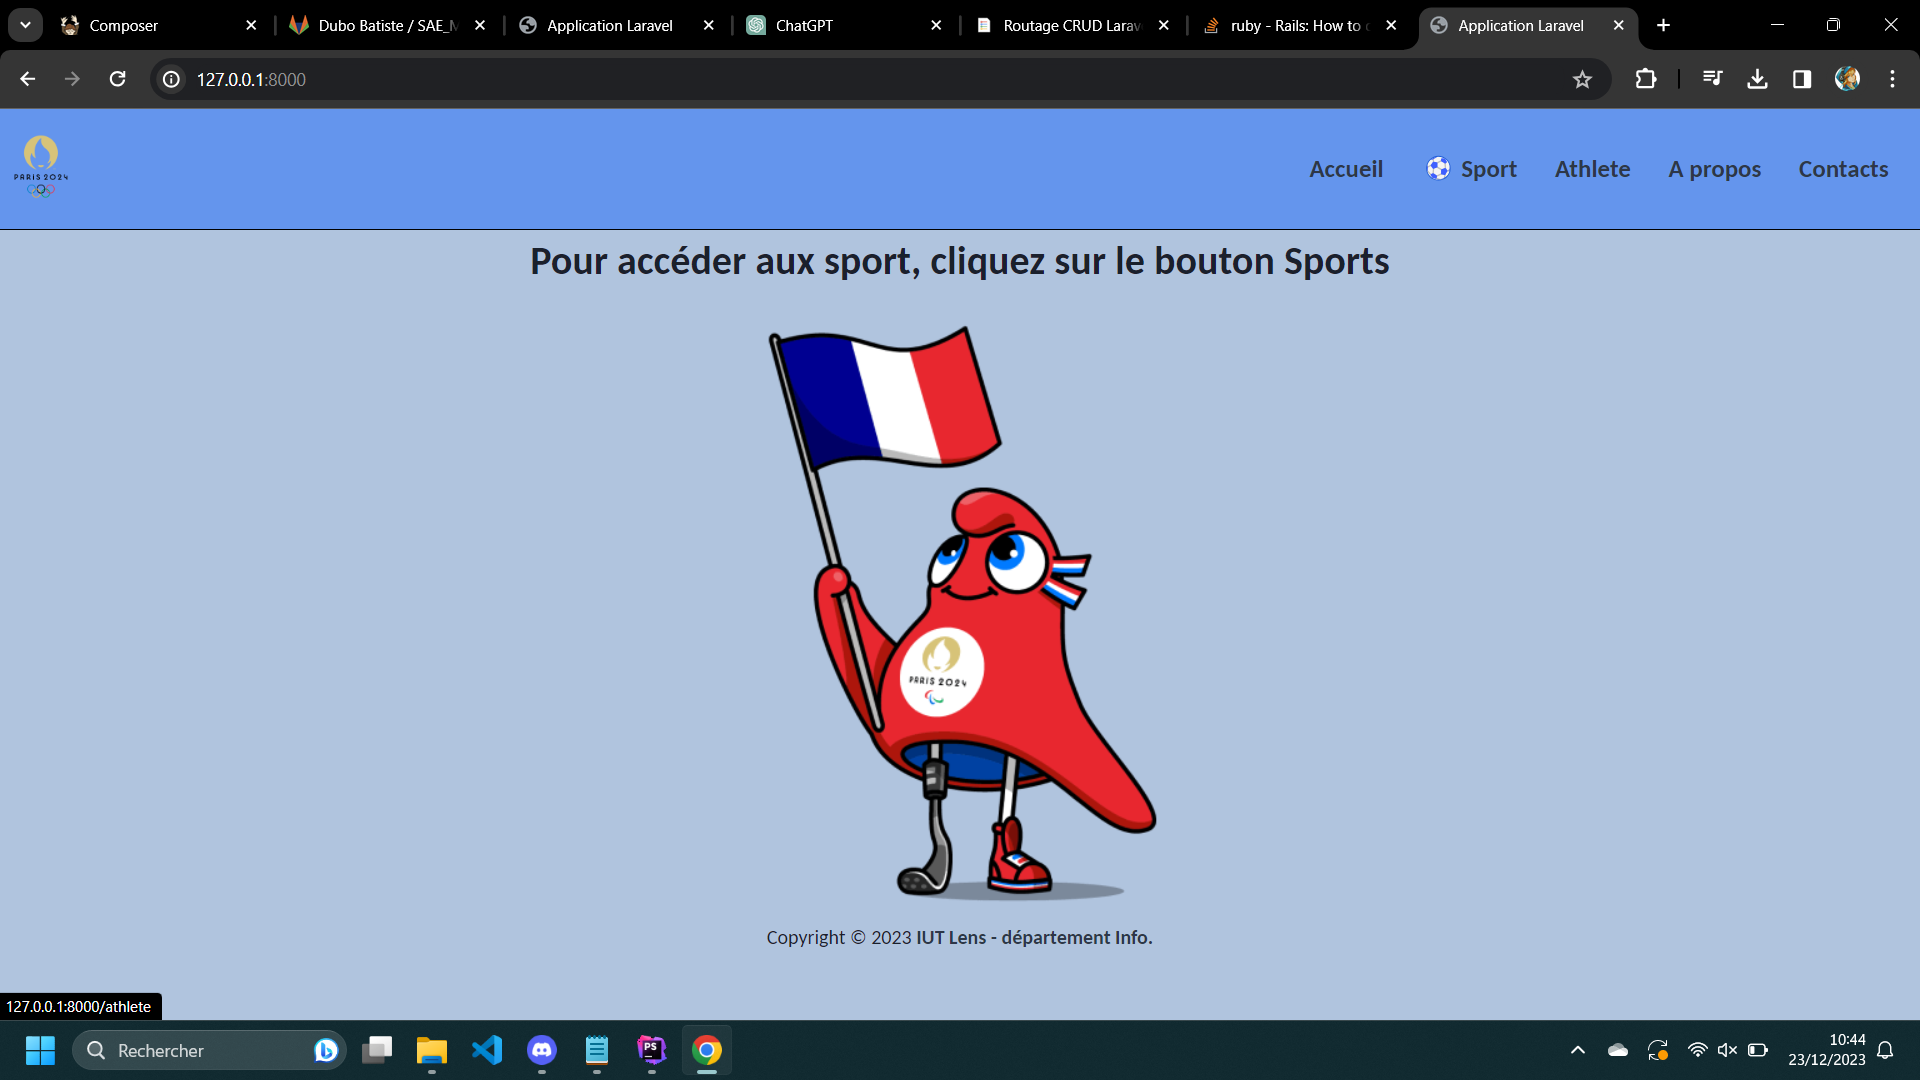 Composer
Dubo Batiste / SAE_M
Application Laravel
ChatGPT
Routage CRUD Larav
ruby - Rails: How to c
Application Laravel
127.0.0.1:8000
PARIS 2024
Accueil
Sport
Athlete
A propos
Contacts
Pour accéder aux sport, cliquez sur le bouton Sports
PARIS 2024
Copyright © 2023 IUT Lens - département Info.
127.0.0.1:8000/athlete
Rechercher
PS
10:44
23/12/2023